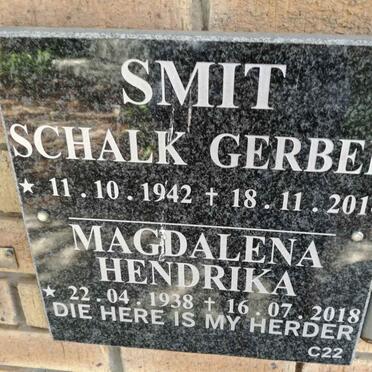 SMIT
SCHALK GERBE
★ 11.10.1942 † 18.11.201
MAGDALENA
HENDRIKA
★ 22.04.1938 † 16.07.2018
DIE HERE IS MY HERDER
C22